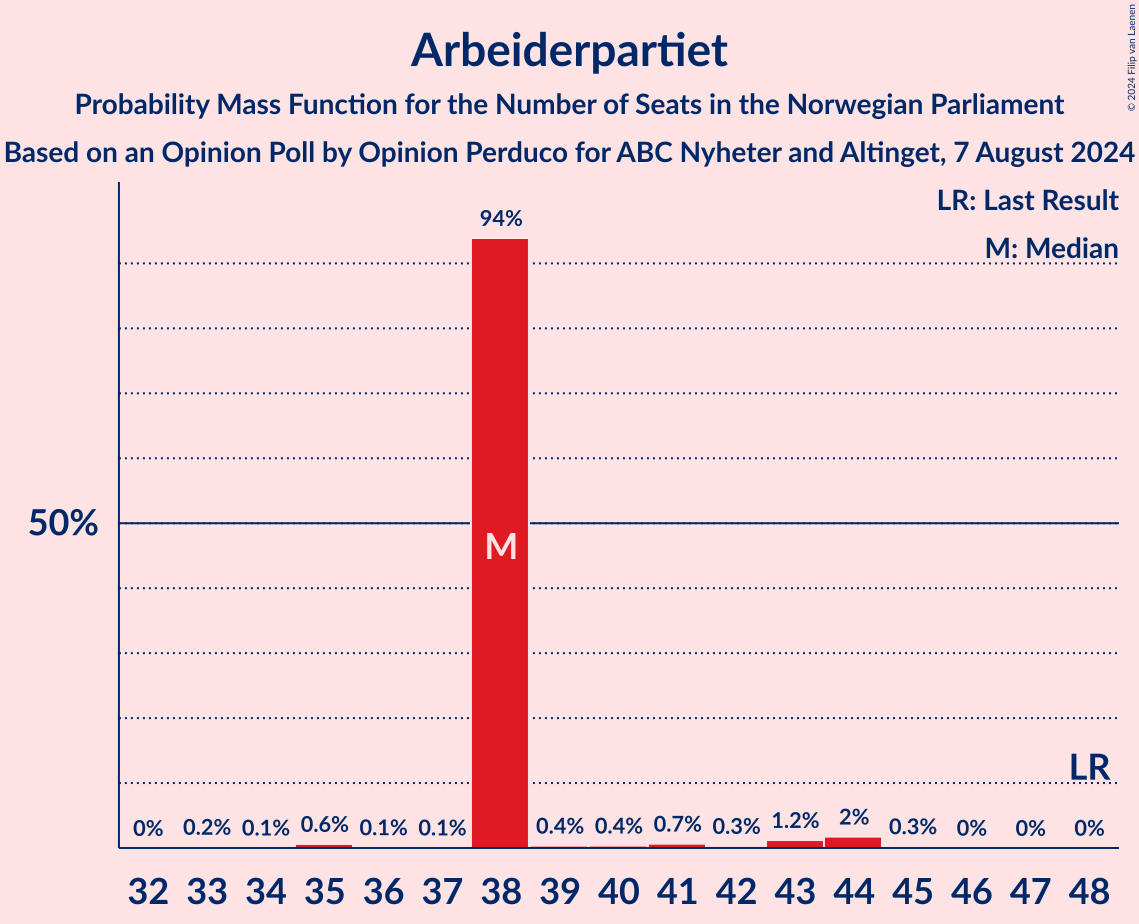 Arbeiderpartiet
Probability Mass Function for the Number of Seats in the Norwegian Parliament
Based on an Opinion Poll by Opinion Perduco for ABC Nyheter and Altinget, 7 August 2024
© 2024 Filip van Laenen
LR: Last Result
M: Median
94%
50%
M
LR
0% 0.2% 0.1% 0.6% 0.1% 0.1% 0.4% 0.4% 0.7% 0.3% 1.2% 2% 0.3% 0% 0% 0%
32 33 34 35 36 37 38 39 40 41 42 43 44 45 46 47 48